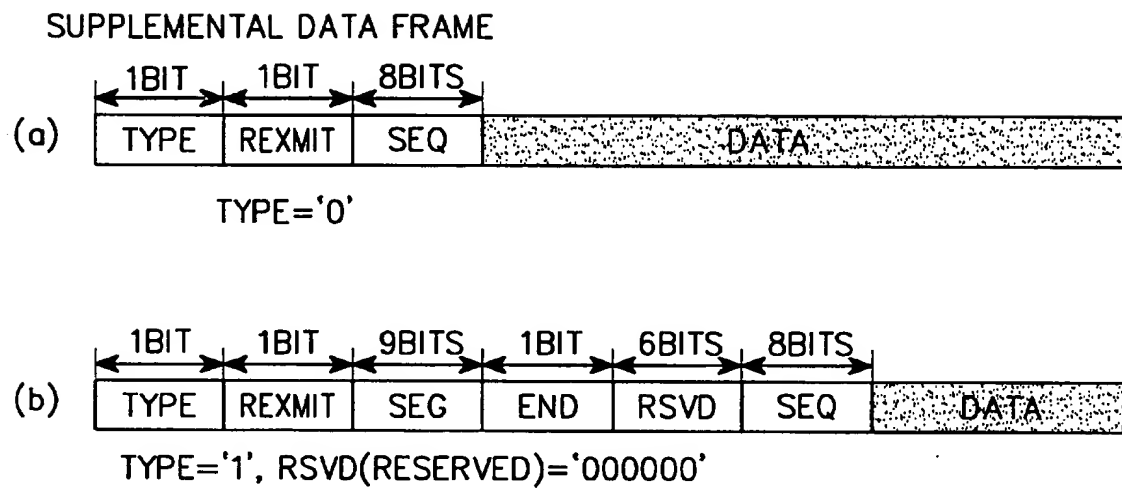 SUPPLEMENTAL DATA FRAME
1BIT 1BIT 8BITS
(a) TYPE REXMIT SEQ DATA
TYPE='0'
1BIT 1BIT 9BITS 1BIT 6BITS 8BITS
(b) TYPE REXMIT SEG END RSVD SEQ DATA
TYPE='1', RSVD(RESERVED)='000000'